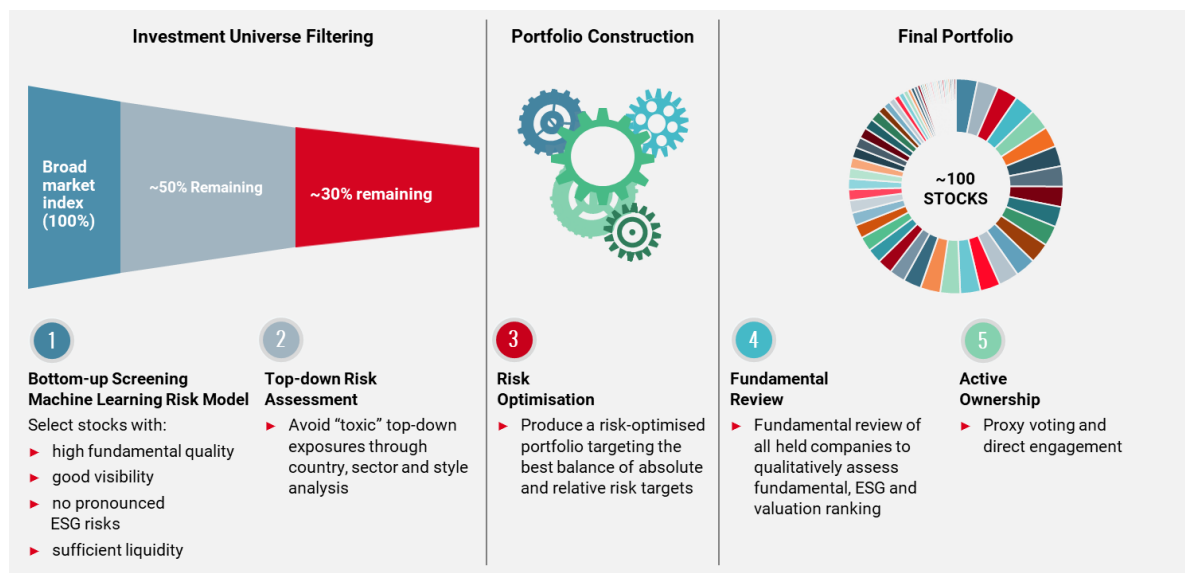 Investment Universe Filtering
Broad
market
index
(100%)
~50% Remaining
~30% remaining
1
Bottom-up Screening
Machine Learning Risk Model
Select stocks with:
► high fundamental quality
► good visibility
► no pronounced
ESG risks
► sufficient liquidity
2
Top-down Risk
Assessment
► Avoid “toxic” top-down
exposures through
country, sector and style
analysis
Portfolio Construction
3
Risk
Optimisation
► Produce a risk-optimised
portfolio targeting the
best balance of absolute
and relative risk targets
Final Portfolio
~100
STOCKS
4
Fundamental
Review
► Fundamental review of
all held companies to
qualitatively assess
fundamental, ESG and
valuation ranking
5
Active
Ownership
► Proxy voting and
direct engagement